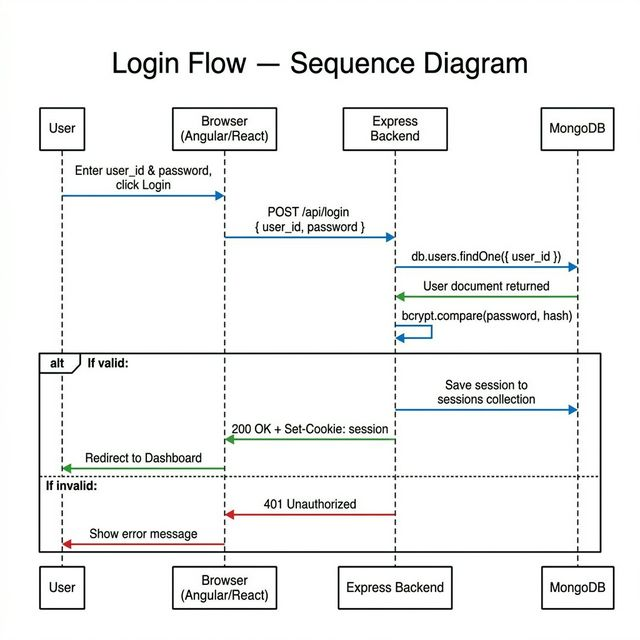 Login Flow — Sequence Diagram
User
Browser
(Angular/React)
Express
Backend
MongoDB
Enter user_id & password,
click Login
POST /api/login
{ user_id, password }
db.users.findOne({ user_id })
User document returned
bcrypt.compare(password, hash)
alt
If valid:
Save session to
sessions collection
200 OK + Set-Cookie: session
Redirect to Dashboard
If invalid:
401 Unauthorized
Show error message
User
Browser
(Angular/React)
Express Backend
MongoDB